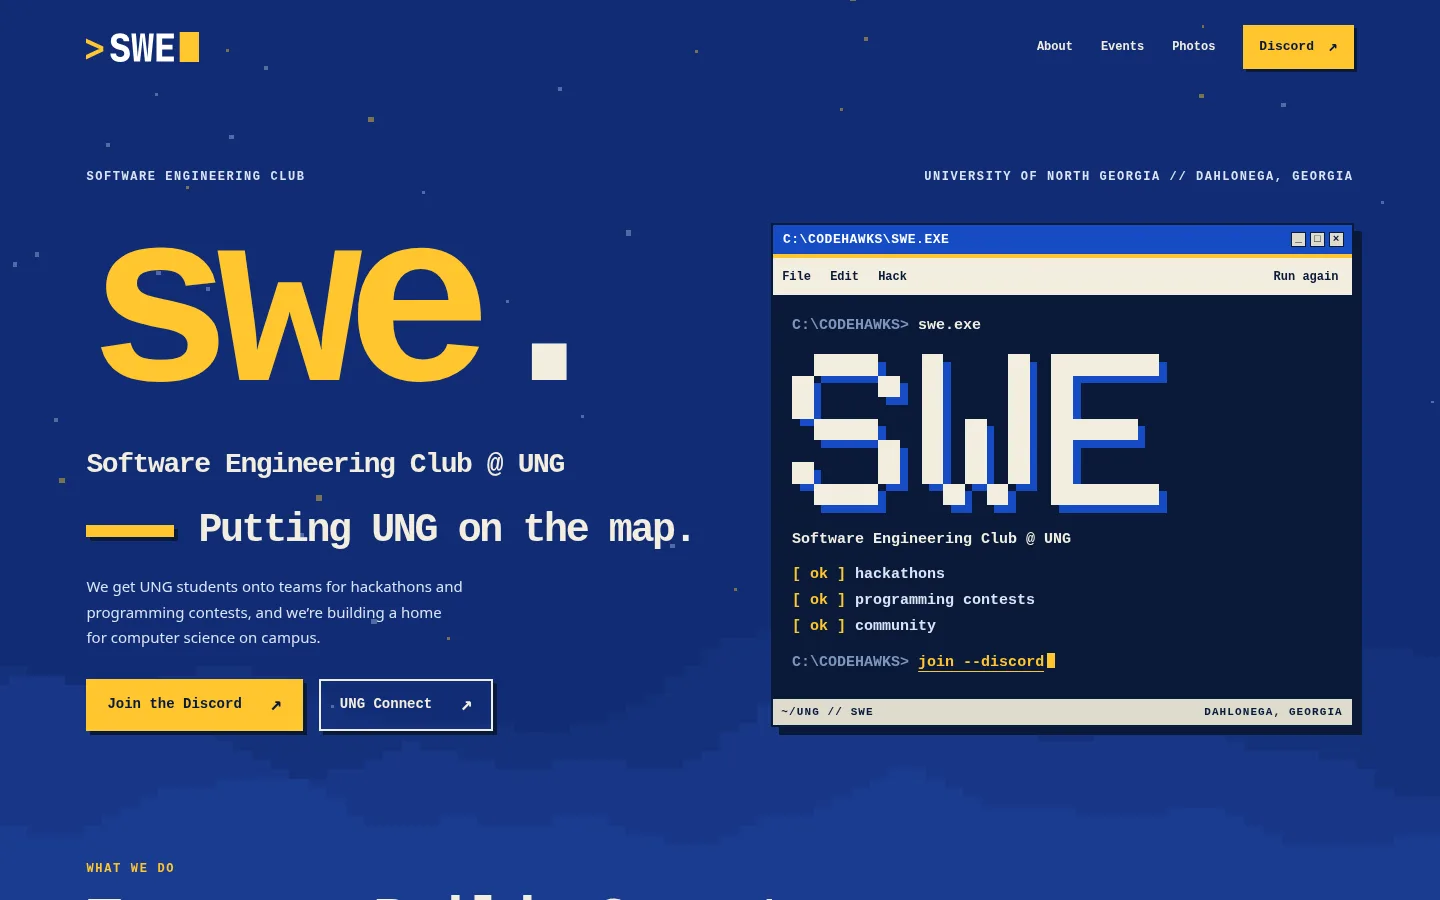 >SWE
About Events Photos Discord ↗
SOFTWARE ENGINEERING CLUB
UNIVERSITY OF NORTH GEORGIA // DAHLONEGA, GEORGIA
swe.
Software Engineering Club @ UNG
Putting UNG on the map.
We get UNG students onto teams for hackathons and
programming contests, and we're building a home
for computer science on campus.
Join the Discord ↗
UNG Connect ↗
C:\CODEHAWKS\SWE.EXE
File Edit Hack Run again
C:\CODEHAWKS> swe.exe
SWE
Software Engineering Club @ UNG
[ ok ] hackathons
[ ok ] programming contests
[ ok ] community
C:\CODEHAWKS> join --discord
~/UNG // SWE DAHLONEGA, GEORGIA
WHAT WE DO